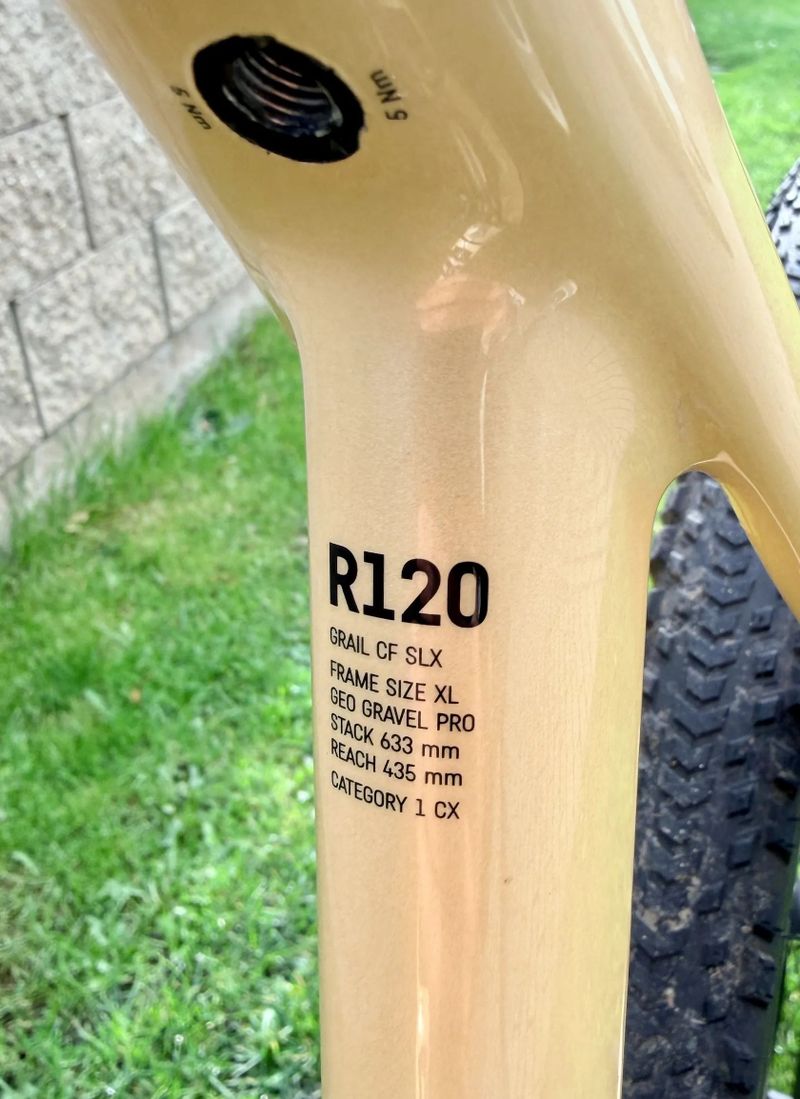 5 Nm
5 Nm
R120
GRAIL CF SLX
FRAME SIZE XL
GEO GRAVEL PRO
STACK 633 mm
REACH 435 mm
CATEGORY 1 CX